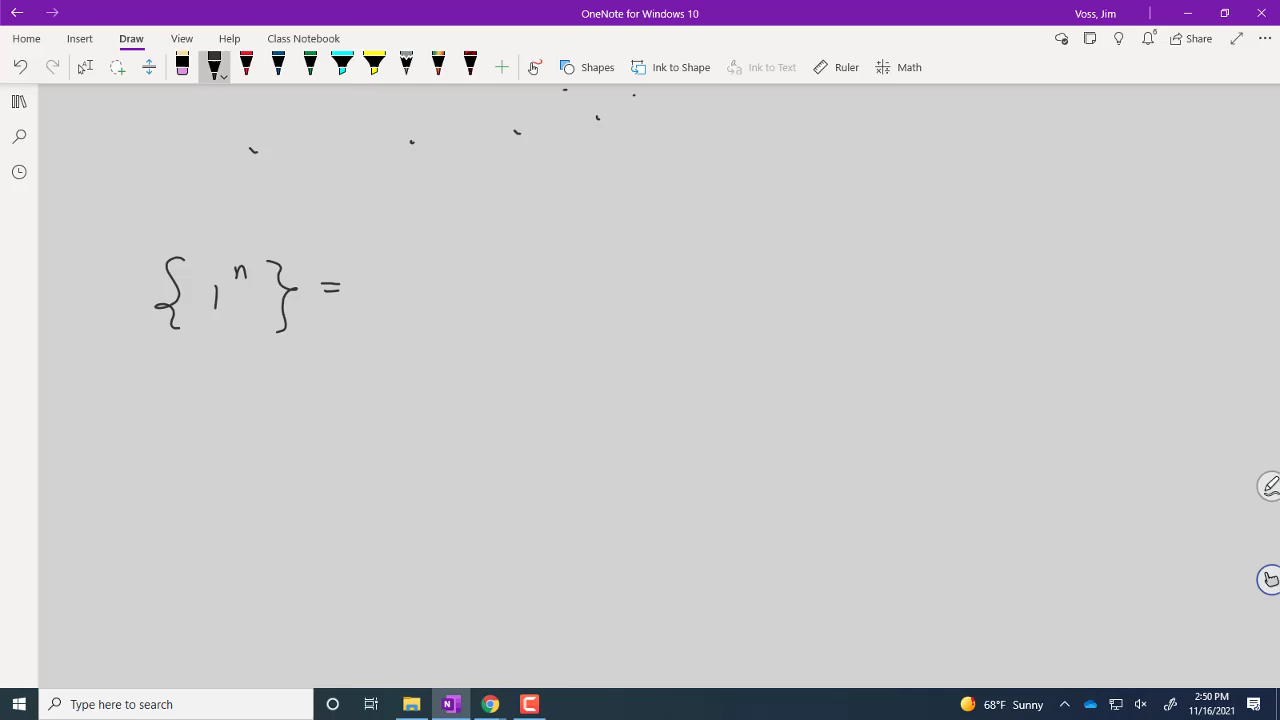 OneNote for Windows 10
Voss, Jim
Home Insert Draw View Help Class Notebook
6 Share
Shapes Ink to Shape Ink to Text Ruler Math
{ 1ⁿ } =
Type here to search
68°F Sunny
2:50 PM
11/16/2021